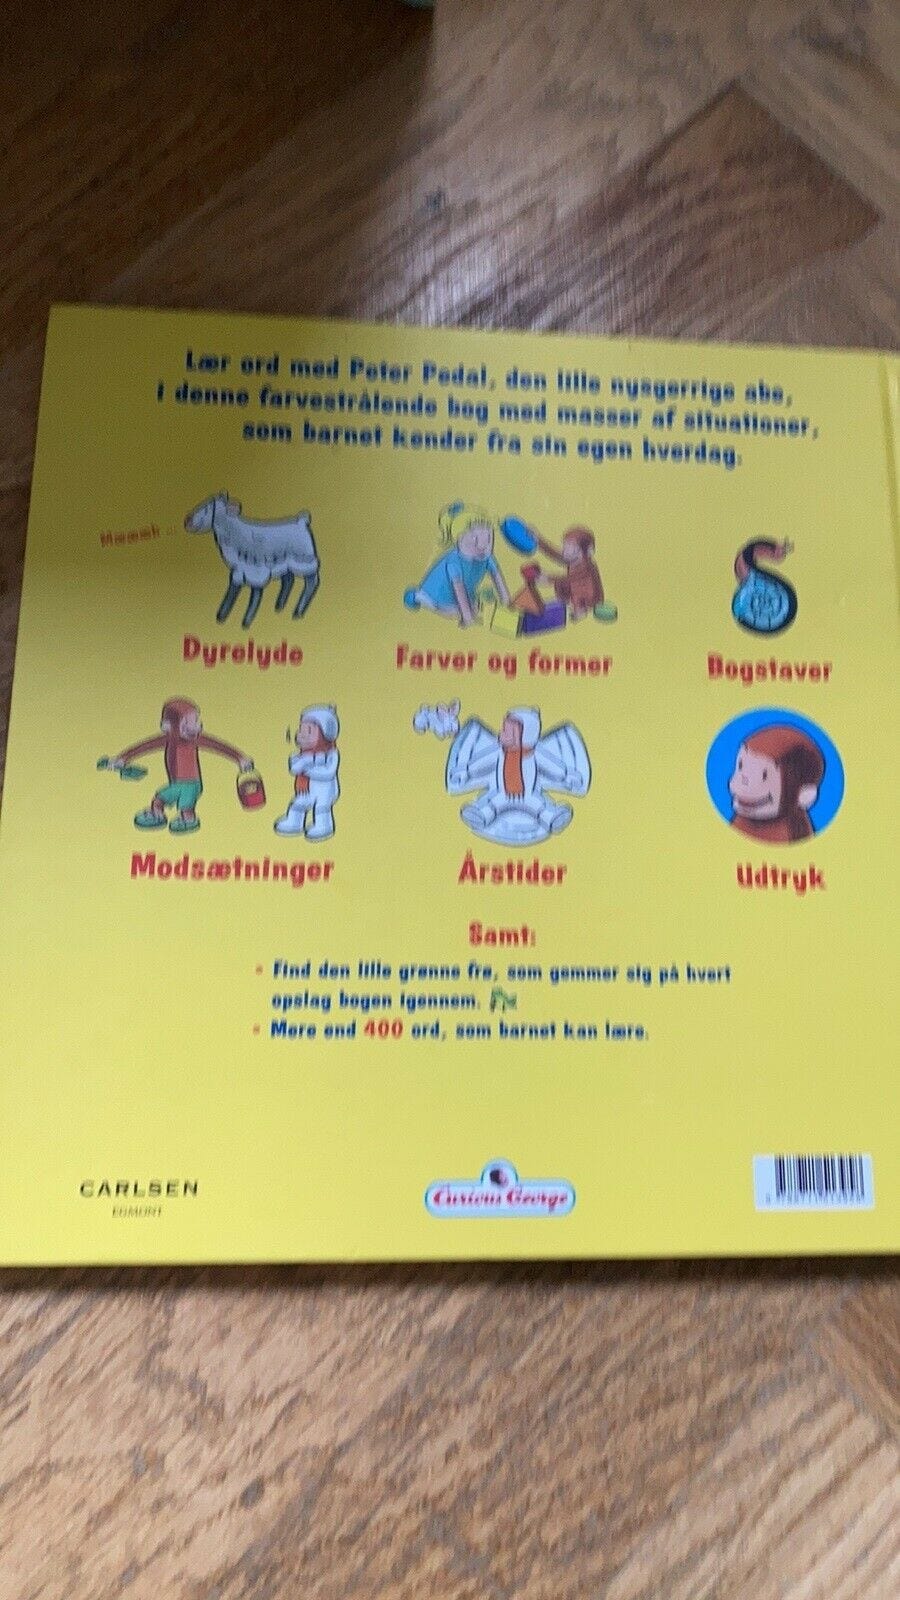 Lær ord med Peter Pedal, den lille nysgerrige abe,
i denne farvestrålende bog med masser af situationer,
som barnet kender fra sin egen hverdag.
Mæææh ...
Dyrelyde
Farver og former
Bogstaver
Modsætninger
Årstider
Udtryk
Samt:
- Find den lille grønne frø, som gemmer sig på hvert
opslag bogen igennem.
- Mere end 400 ord, som barnet kan lære.
CARLSEN
EGMONT
Curious George